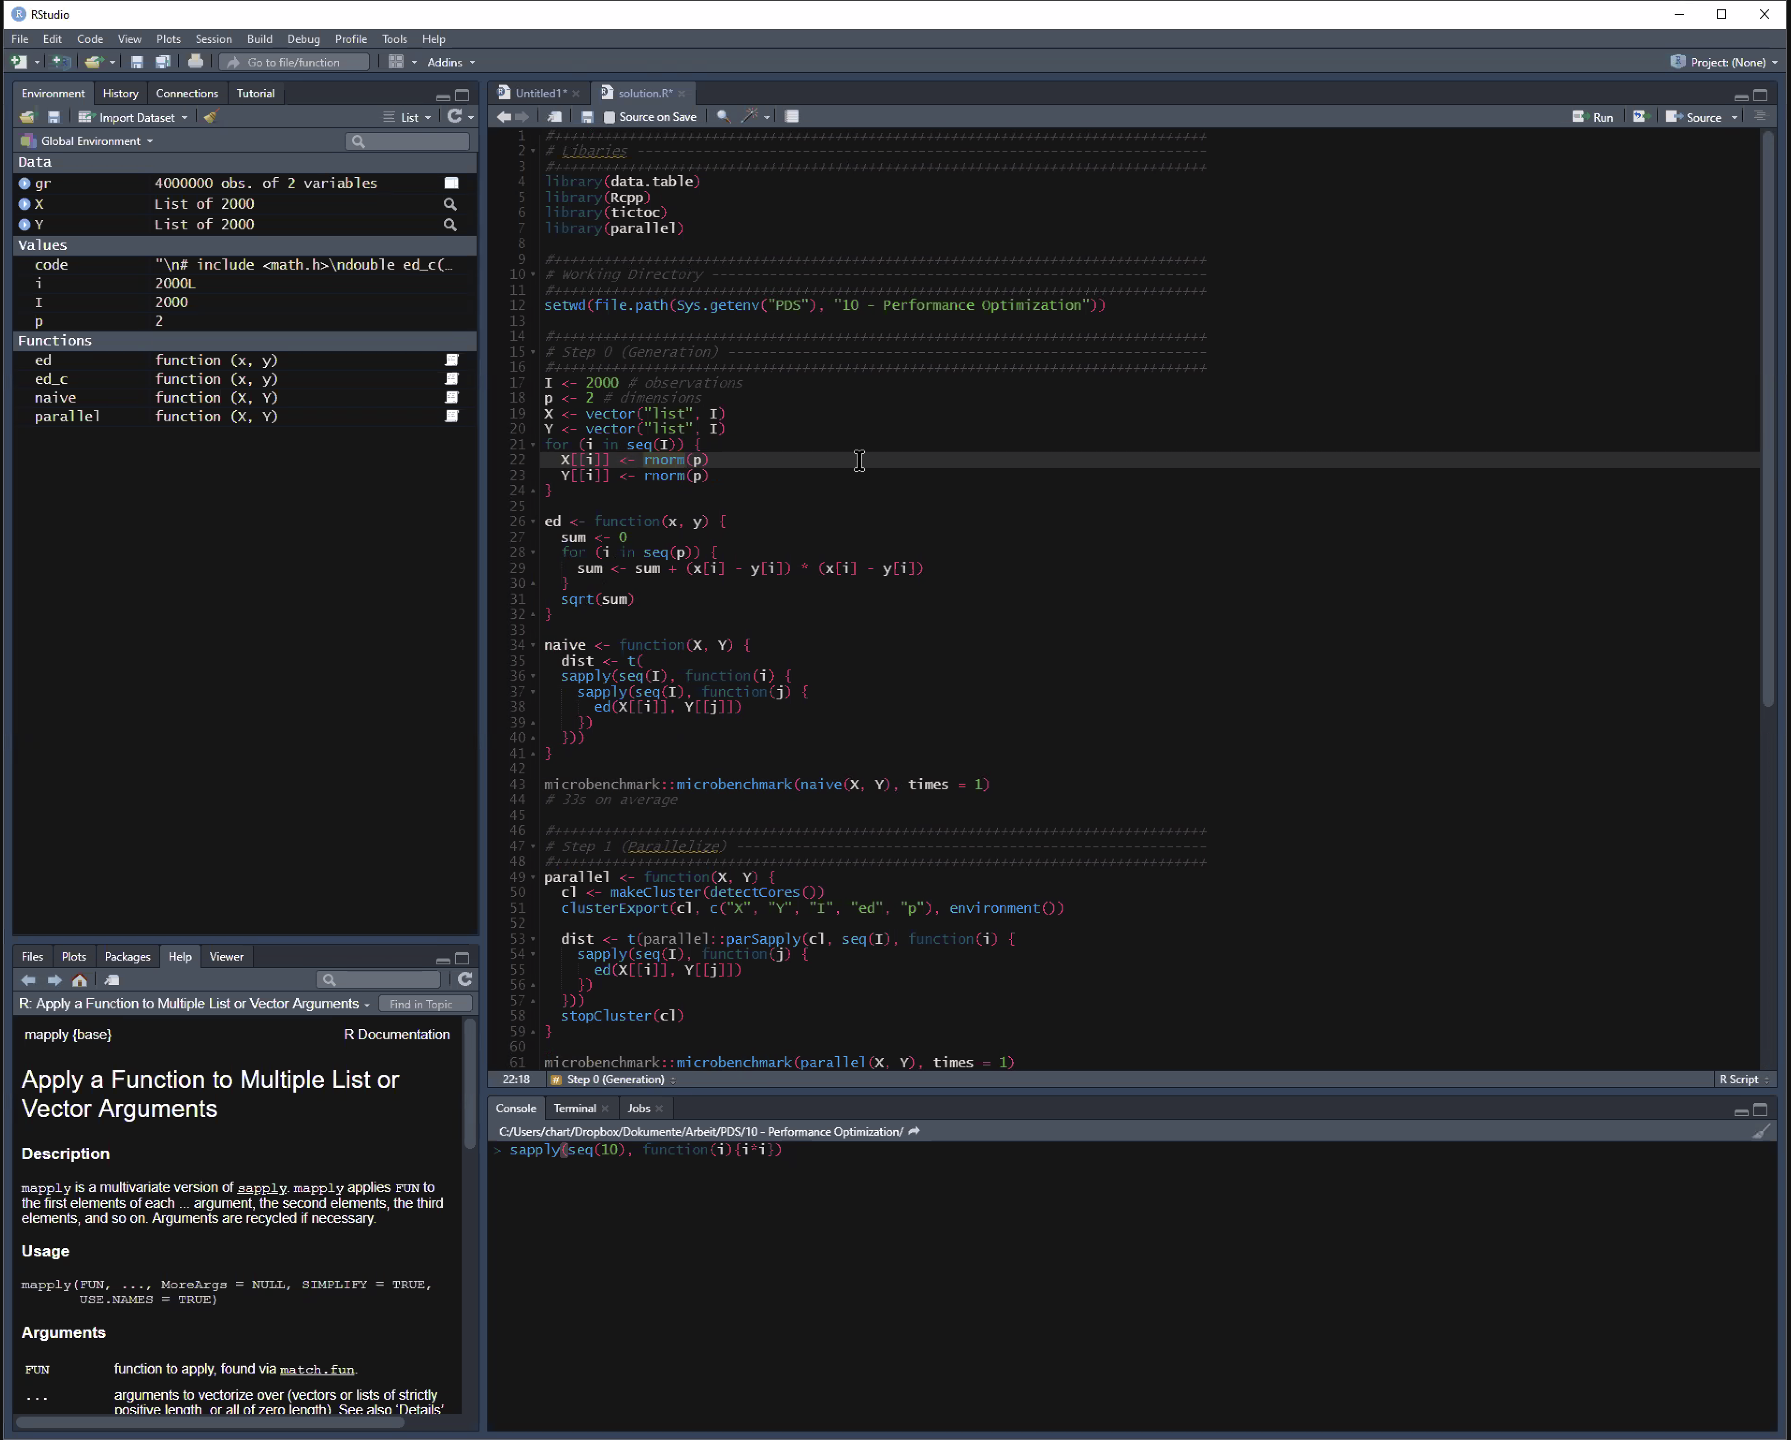 RStudio
File Edit Code View Plots Session Build Debug Profile Tools Help
Go to file/function Addins Project: (None)
Environment History Connections Tutorial
Import Dataset List
Global Environment
Data
gr 4000000 obs. of 2 variables
X List of 2000
Y List of 2000
Values
code "\n# include <math.h>\ndouble ed_c(…
i 2000L
I 2000
p 2
Functions
ed function (x, y)
ed_c function (x, y)
naive function (X, Y)
parallel function (X, Y)
Files Plots Packages Help Viewer
R: Apply a Function to Multiple List or Vector Arguments Find in Topic
mapply {base} R Documentation
Apply a Function to Multiple List or
Vector Arguments
Description
mapply is a multivariate version of sapply. mapply applies FUN to
the first elements of each ... argument, the second elements, the third
elements, and so on. Arguments are recycled if necessary.
Usage
mapply(FUN, ..., MoreArgs = NULL, SIMPLIFY = TRUE,
USE.NAMES = TRUE)
Arguments
FUN function to apply, found via match.fun.
... arguments to vectorize over (vectors or lists of strictly
positive length, or all of zero length). See also ‘Details’
Untitled1* solution.R*
Source on Save Run Source
1
2 # Libaries
3
4 library(data.table)
5 library(Rcpp)
6 library(tictoc)
7 library(parallel)
8
9
10 # Working Directory
11
12 setwd(file.path(Sys.getenv("PDS"), "10 - Performance Optimization"))
13
14
15 # Step 0 (Generation)
16
17 I <- 2000 # observations
18 p <- 2 # dimensions
19 X <- vector("list", I)
20 Y <- vector("list", I)
21 for (i in seq(I)) {
22 X[[i]] <- rnorm(p)
23 Y[[i]] <- rnorm(p)
24 }
25
26 ed <- function(x, y) {
27 sum <- 0
28 for (i in seq(p)) {
29 sum <- sum + (x[i] - y[i]) * (x[i] - y[i])
30 }
31 sqrt(sum)
32 }
33
34 naive <- function(X, Y) {
35 dist <- t(
36 sapply(seq(I), function(i) {
37 sapply(seq(I), function(j) {
38 ed(X[[i]], Y[[j]])
39 })
40 }))
41 }
42
43 microbenchmark::microbenchmark(naive(X, Y), times = 1)
44 # 33s on average
45
46
47 # Step 1 (Parallelize)
48
49 parallel <- function(X, Y) {
50 cl <- makeCluster(detectCores())
51 clusterExport(cl, c("X", "Y", "I", "ed", "p"), environment())
52
53 dist <- t(parallel::parSapply(cl, seq(I), function(i) {
54 sapply(seq(I), function(j) {
55 ed(X[[i]], Y[[j]])
56 })
57 }))
58 stopCluster(cl)
59 }
60
61 microbenchmark::microbenchmark(parallel(X, Y), times = 1)
22:18 # Step 0 (Generation) R Script
Console Terminal Jobs
C:/Users/chart/Dropbox/Dokumente/Arbeit/PDS/10 - Performance Optimization/
> sapply(seq(10), function(i){i*i})